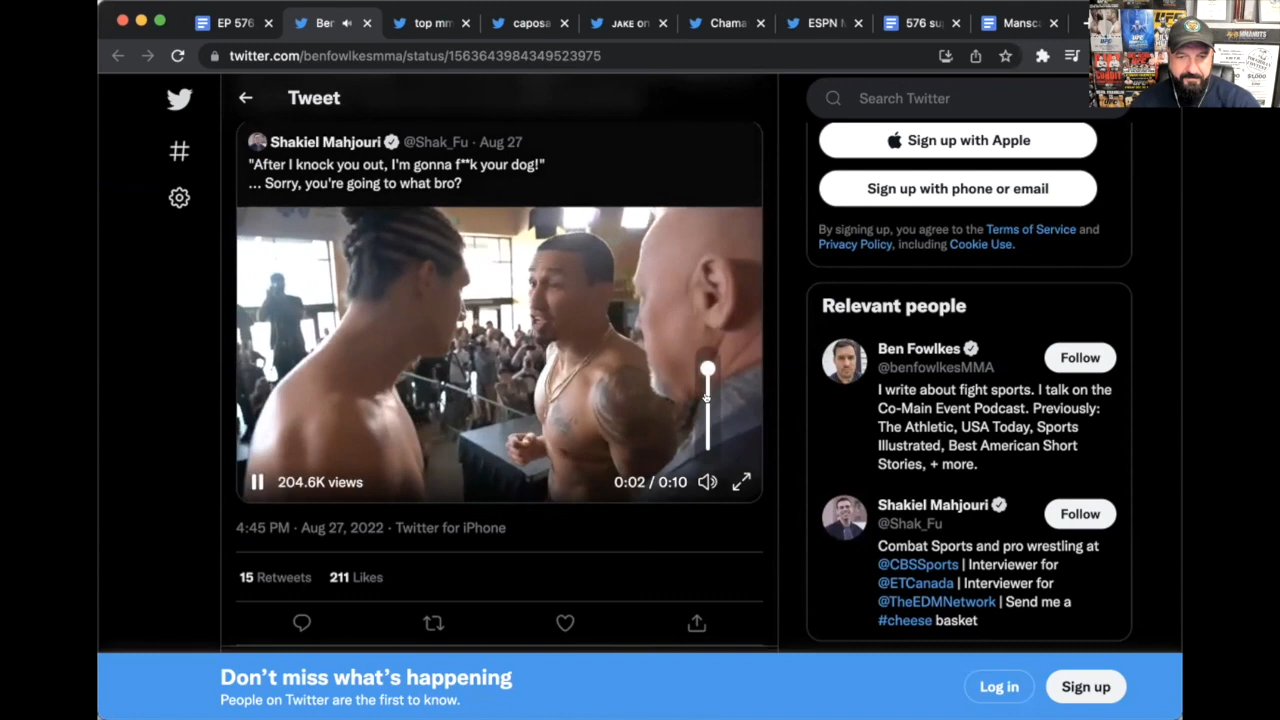 EP 576
Ber
top mm
caposa
JAKE on
Chama
ESPN M
576 su
Mansca
twitter.com/benfowlkesmma/status/1563643984919523975
Tweet
Search Twitter
Shakiel Mahjouri @Shak_Fu · Aug 27
"After I knock you out, I'm gonna f**k your dog!"
... Sorry, you're going to what bro?
204.6K views
0:02 / 0:10
4:45 PM · Aug 27, 2022 · Twitter for iPhone
15 Retweets 211 Likes
Sign up with Apple
Sign up with phone or email
By signing up, you agree to the Terms of Service and
Privacy Policy, including Cookie Use.
Relevant people
Ben Fowlkes
@benfowlkesMMA
Follow
I write about fight sports. I talk on the
Co-Main Event Podcast. Previously:
The Athletic, USA Today, Sports
Illustrated, Best American Short
Stories, + more.
Shakiel Mahjouri
@Shak_Fu
Follow
Combat Sports and pro wrestling at
@CBSSports | Interviewer for
@ETCanada | Interviewer for
@TheEDMNetwork | Send me a
#cheese basket
Don't miss what's happening
People on Twitter are the first to know.
Log in
Sign up